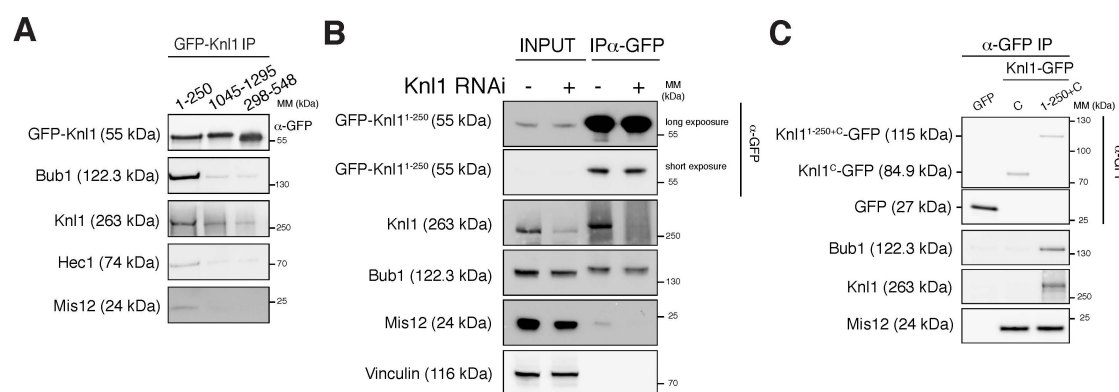 A
GFP-Knl1 IP
1-250
1045-1295
298-548
MM (kDa)
GFP-Knl1 (55 kDa)
α-GFP
55
Bub1 (122.3 kDa)
130
Knl1 (263 kDa)
250
Hec1 (74 kDa)
70
Mis12 (24 kDa)
25
B
INPUT IPα-GFP
Knl1 RNAi - + - +
MM
(kDa)
GFP-Knl1¹⁻²⁵⁰ (55 kDa)
long expoosure
55
GFP-Knl1¹⁻²⁵⁰ (55 kDa)
short exposure
55
α-GFP
Knl1 (263 kDa)
250
Bub1 (122.3 kDa)
130
Mis12 (24 kDa)
25
Vinculin (116 kDa)
70
C
α-GFP IP
Knl1-GFP
GFP
C
1-250+C
MM (kDa)
130
Knl1¹⁻²⁵⁰⁺ᶜ-GFP (115 kDa)
100
Knl1ᶜ-GFP (84.9 kDa)
70
GFP (27 kDa)
25
Bub1 (122.3 kDa)
130
Knl1 (263 kDa)
250
Mis12 (24 kDa)
25